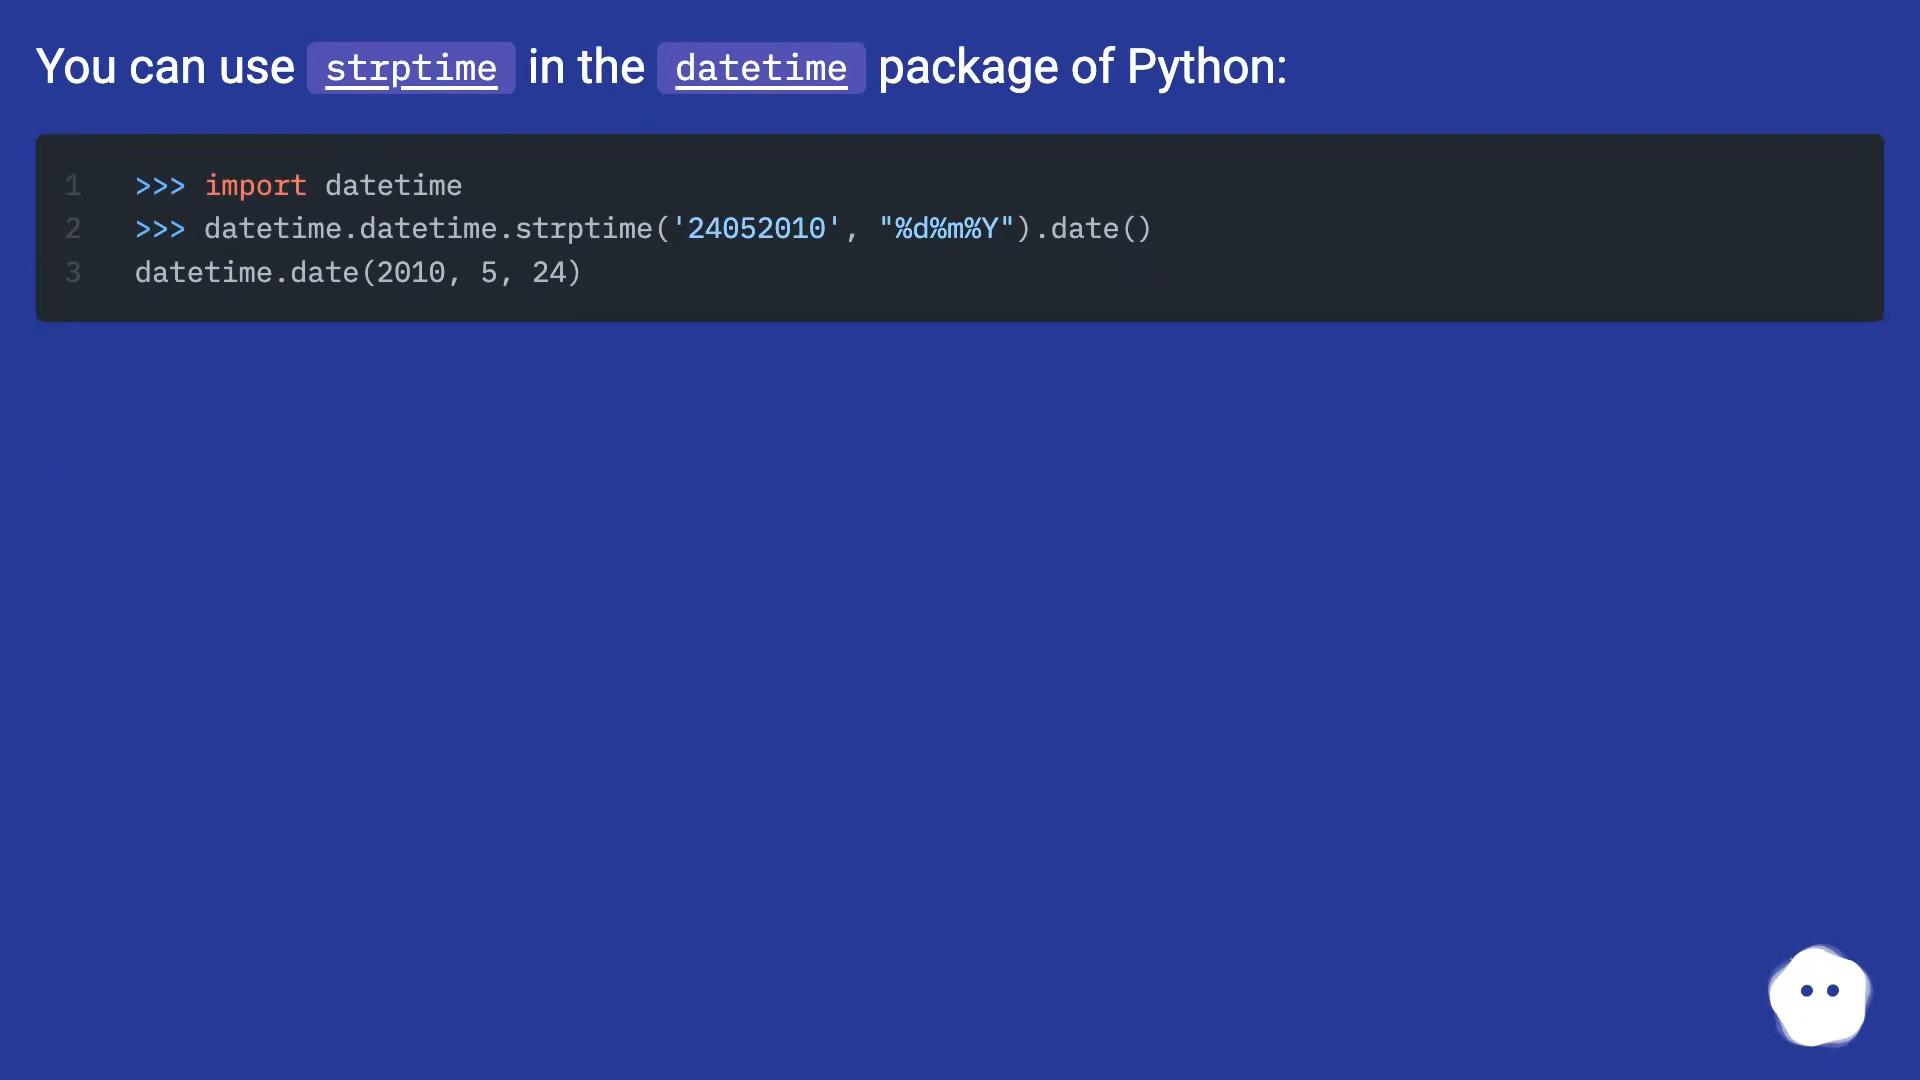 You can use strptime in the datetime package of Python:
1 >>> import datetime
2 >>> datetime.datetime.strptime('24052010', "%d%m%Y").date()
3 datetime.date(2010, 5, 24)